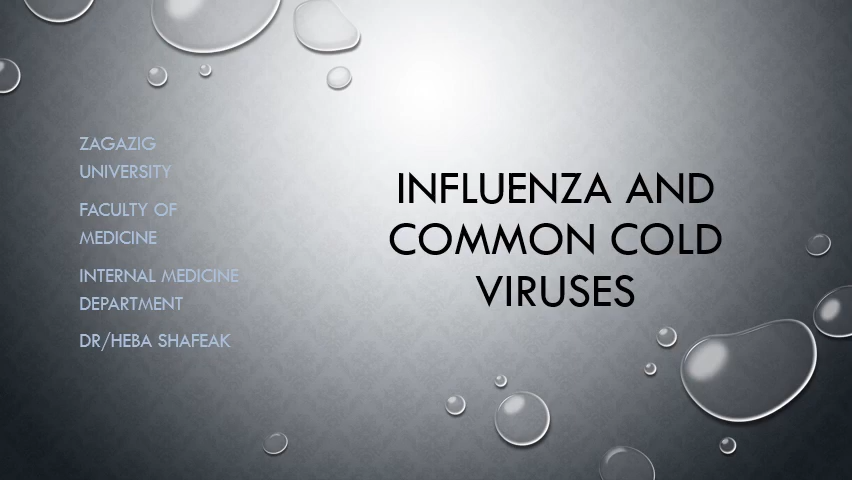 ZAGAZIG
UNIVERSITY
FACULTY OF
MEDICINE
INTERNAL MEDICINE
DEPARTMENT
DR/HEBA SHAFEAK
INFLUENZA AND
COMMON COLD
VIRUSES